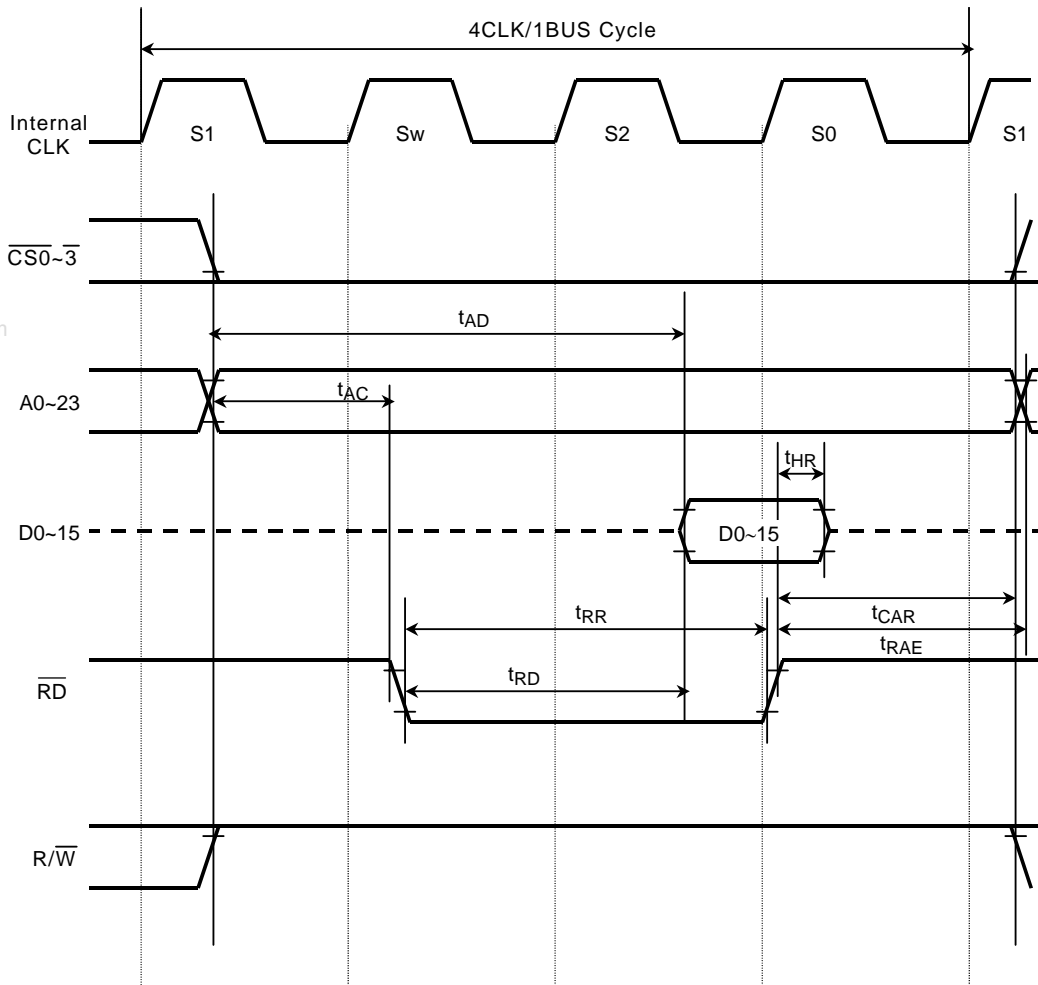 4CLK/1BUS Cycle
Internal
CLK
S1
Sw
S2
S0
S1
CS0~3
tAD
n
A0~23
tAC
tHR
D0~15
D0~15
tRR
tCAR
tRAE
RD
tRD
R/W